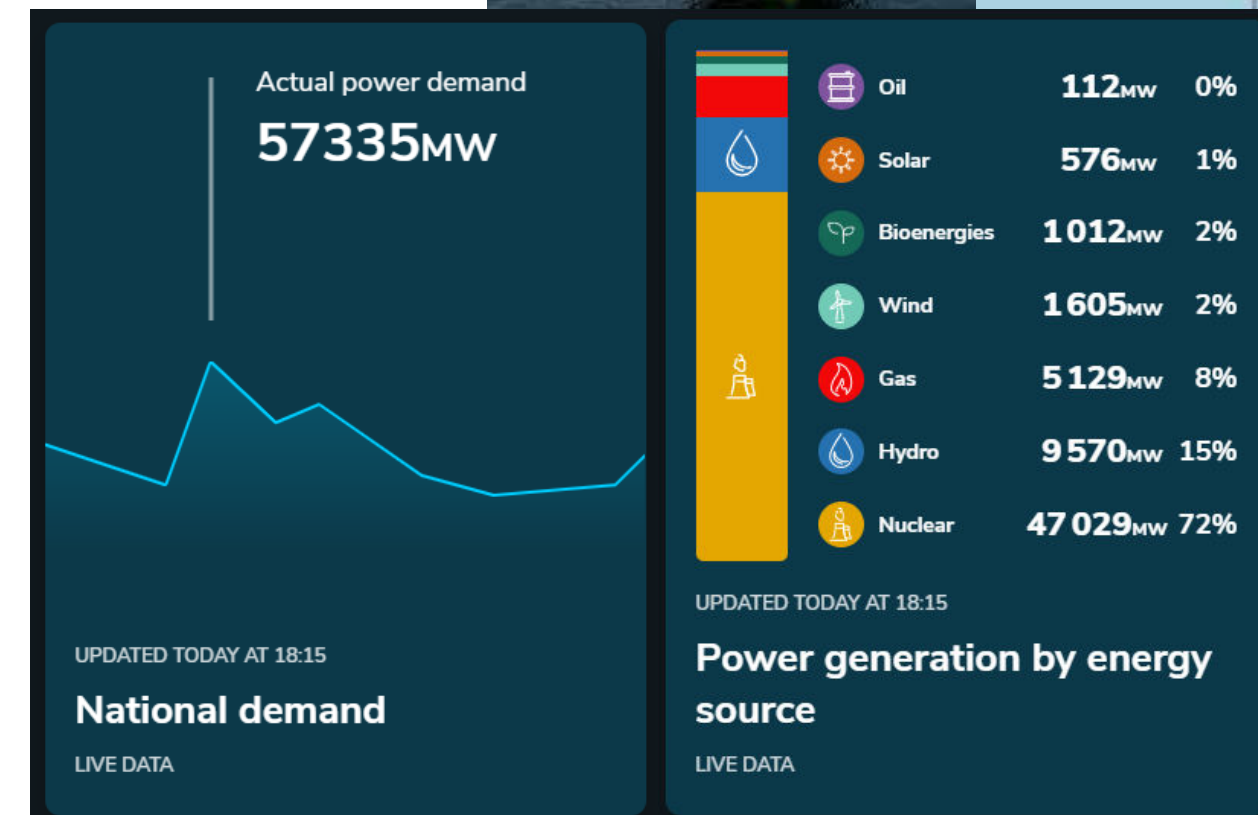 Actual power demand
57335MW
UPDATED TODAY AT 18:15
National demand
LIVE DATA
Oil 112MW 0%
Solar 576MW 1%
Bioenergies 1 012MW 2%
Wind 1 605MW 2%
Gas 5 129MW 8%
Hydro 9 570MW 15%
Nuclear 47 029MW 72%
UPDATED TODAY AT 18:15
Power generation by energy
source
LIVE DATA